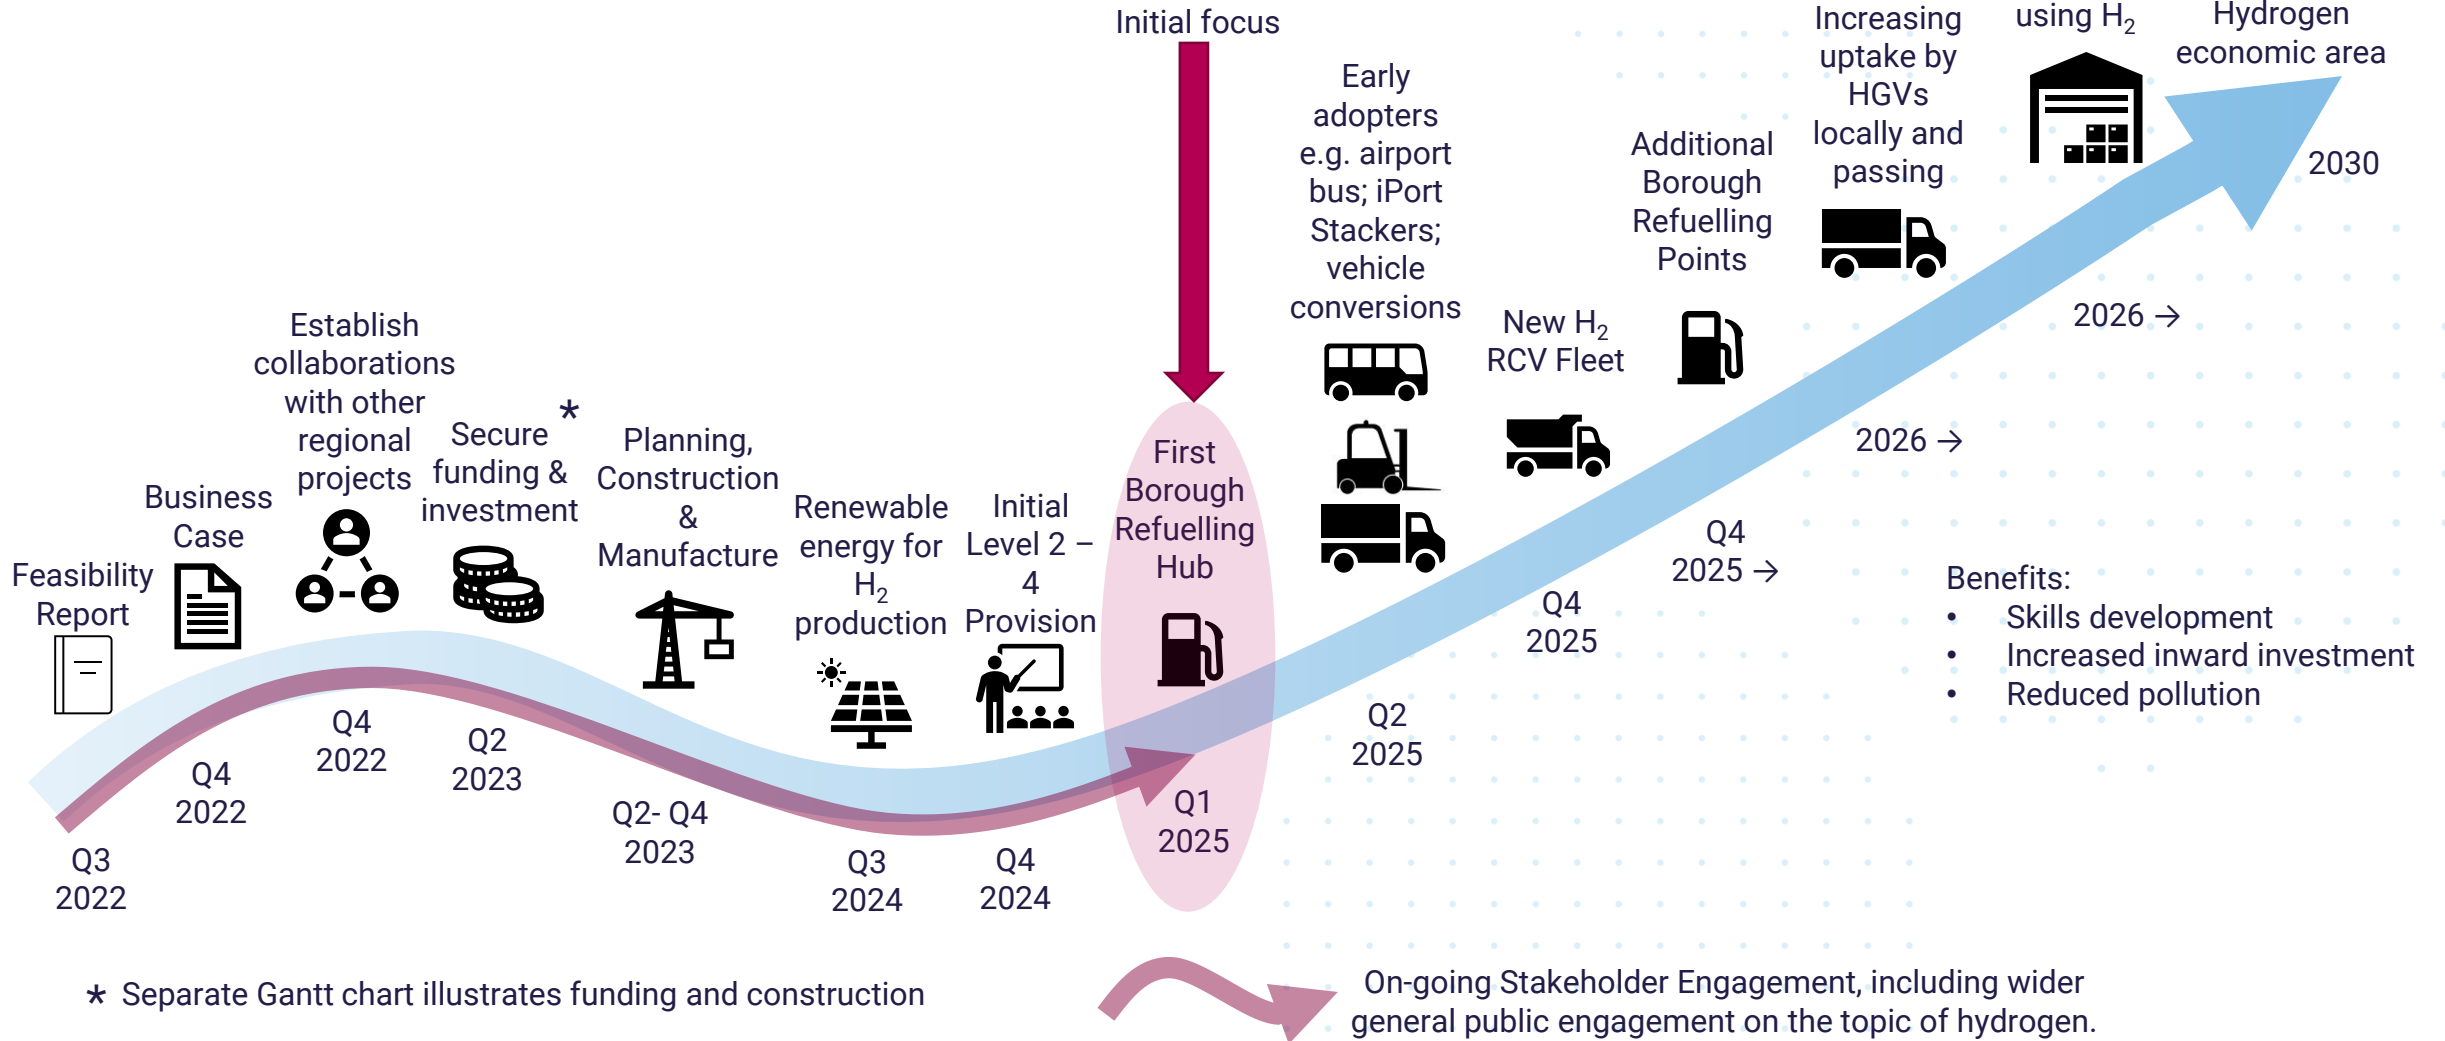 Feasibility
Report
Q3
2022
Business
Case
Q4
2022
Establish
collaborations
with other
regional
projects
Q4
2022
Secure *
funding &
investment
Q2
2023
Planning,
Construction
&
Manufacture
Q2- Q4
2023
Renewable
energy for
H₂
production
Q3
2024
Initial
Level 2 –
4
Provision
Q4
2024
Initial focus
First
Borough
Refuelling
Hub
Q1
2025
Early
adopters
e.g. airport
bus; iPort
Stackers;
vehicle
conversions
Q2
2025
New H₂
RCV Fleet
Q4
2025
Additional
Borough
Refuelling
Points
Q4
2025 →
Increasing
uptake by
HGVs
locally and
passing
2026 →
using H₂
2026 →
Hydrogen
economic area
2030
Benefits:
• Skills development
• Increased inward investment
• Reduced pollution
* Separate Gantt chart illustrates funding and construction
On-going Stakeholder Engagement, including wider
general public engagement on the topic of hydrogen.